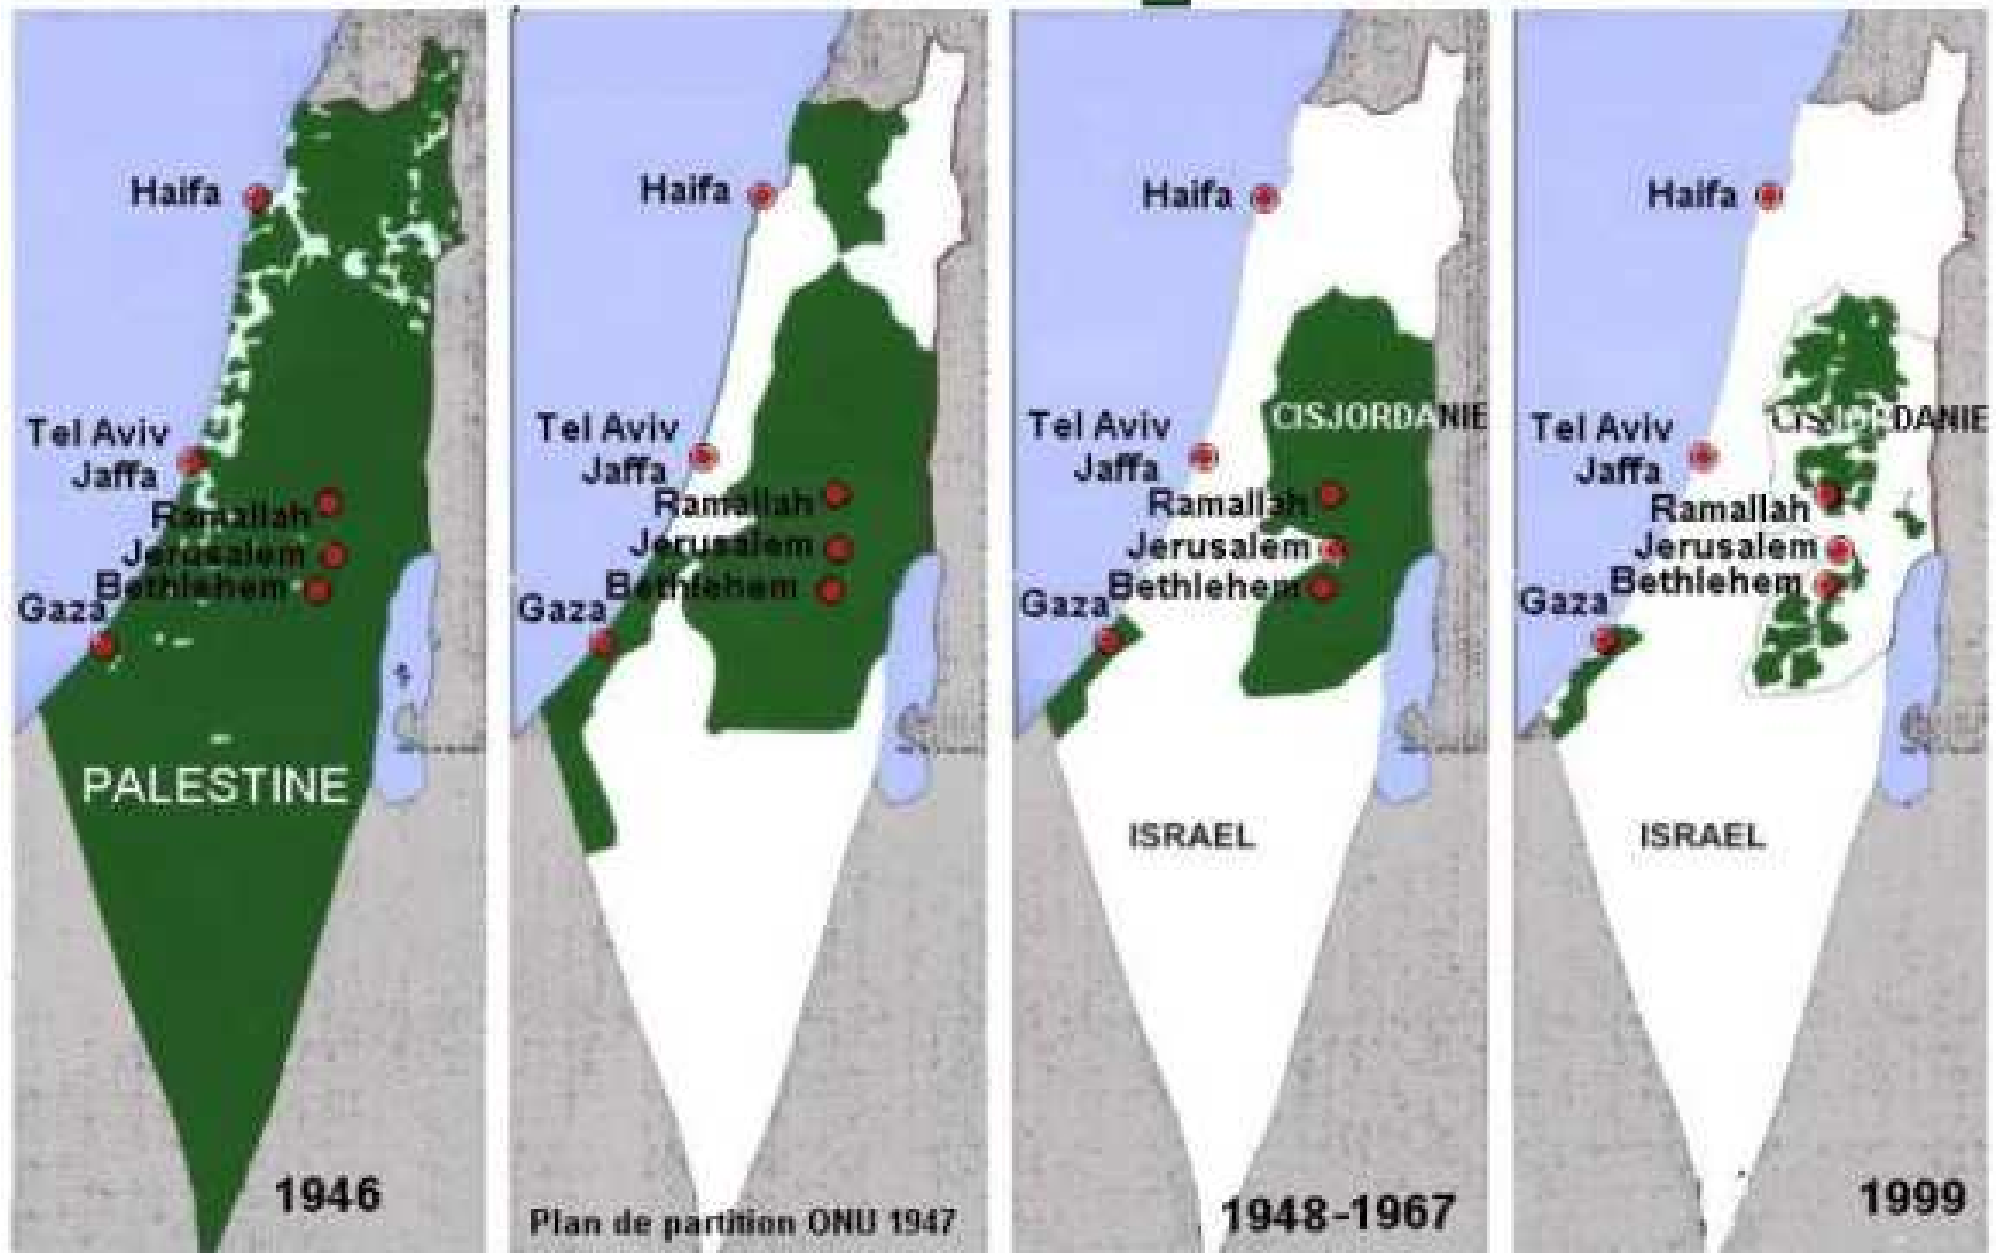 Haifa
Tel Aviv
Jaffa
Ramallah
Jerusalem
Bethlehem
Gaza
PALESTINE
1946
Haifa
Tel Aviv
Jaffa
Ramallah
Jerusalem
Bethlehem
Gaza
Plan de partition ONU 1947
Haifa
CISJORDANIE
Tel Aviv
Jaffa
Ramallah
Jerusalem
Bethlehem
Gaza
ISRAEL
1948-1967
Haifa
CISJORDANIE
Tel Aviv
Jaffa
Ramallah
Jerusalem
Bethlehem
Gaza
ISRAEL
1999